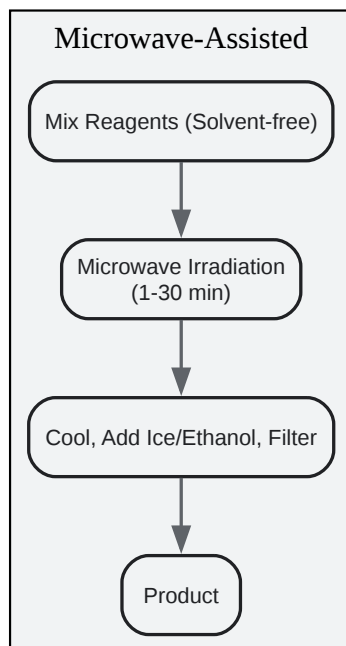 Microwave-Assisted
Mix Reagents (Solvent-free)
Microwave Irradiation
(1-30 min)
Cool, Add Ice/Ethanol, Filter
Product